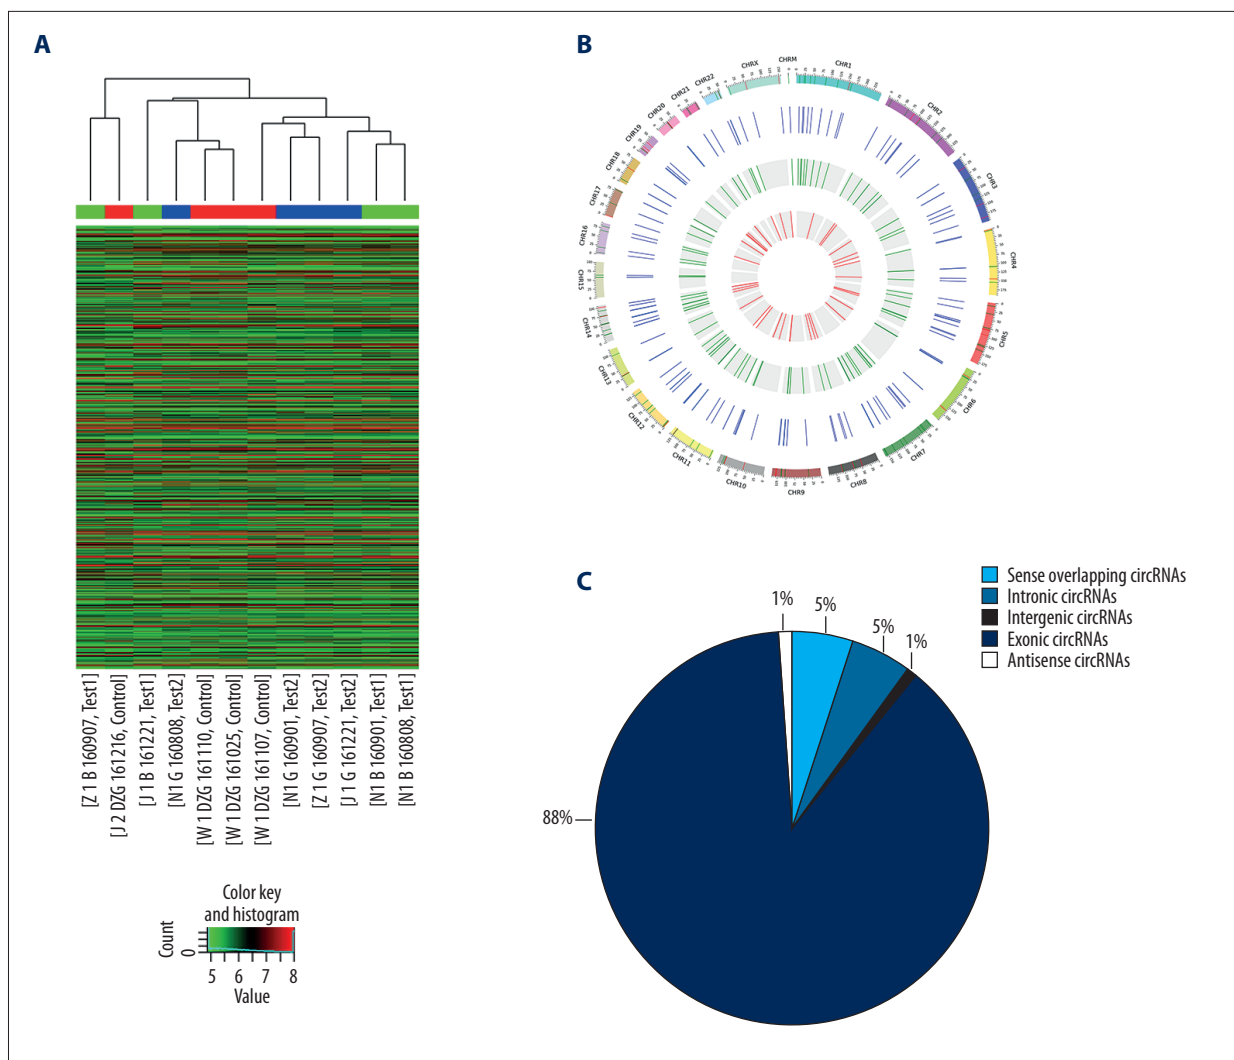 A
[Z 1 B 160907, Test1]
[J 2 DZG 161216, Control]
[J 1 B 161221, Test1]
[N1 G 160808, Test2]
[W 1 DZG 161110, Control]
[W 1 DZG 161025, Control]
[W 1 DZG 161107, Control]
[N1 G 160901, Test2]
[Z 1 G 160907, Test2]
[J 1 G 161221, Test2]
[N1 B 160901, Test1]
[N1 B 160808, Test1]
Color key
and histogram
Count
0
5 6 7 8
Value
B
CHRM
CHR1
CHR2
CHR3
CHR4
CHR5
CHR6
CHR7
CHR8
CHR9
CHR10
CHR11
CHR12
CHR13
CHR14
CHR15
CHR16
CHR17
CHR18
CHR19
CHR20
CHR21
CHR22
CHRX
C
Sense overlapping circRNAs
Intronic circRNAs
Intergenic circRNAs
Exonic circRNAs
Antisense circRNAs
1%
5%
5%
1%
88%